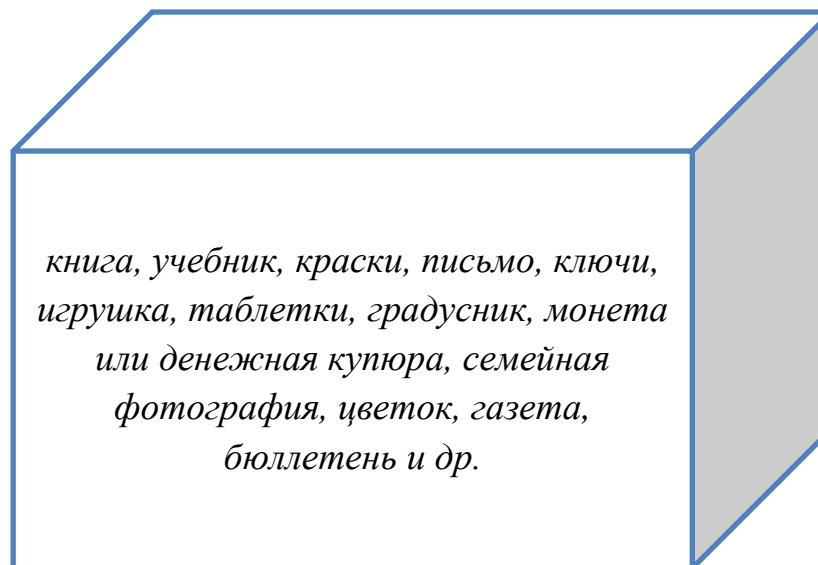 книга, учебник, краски, письмо, ключи,
игрушка, таблетки, градусник, монета
или денежная купюра, семейная
фотография, цветок, газета,
бюллетень и др.